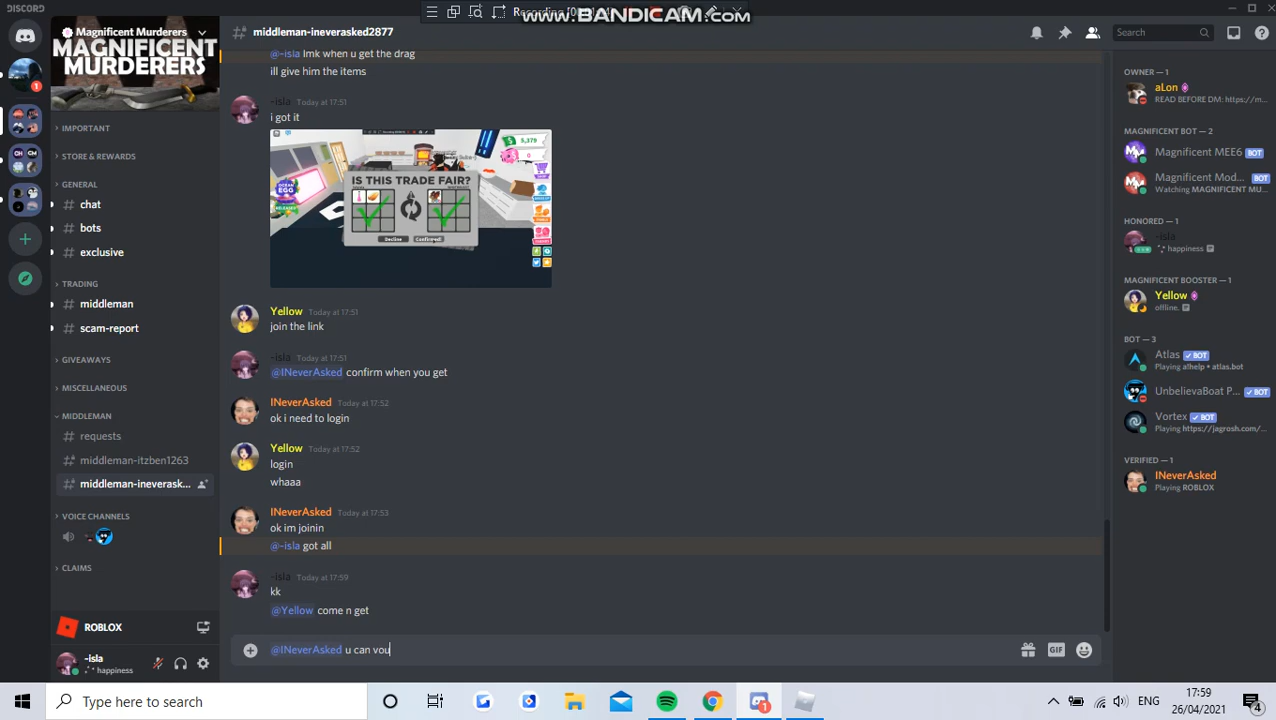 DISCORD
Recording
www.BANDICAM.com
Magnificent Murders
MAGNIFICENT
MURDERERS
IMPORTANT
STORE & REWARDS
GENERAL
chat
bots
exclusive
TRADING
middleman
scam-report
GIVEAWAYS
MISCELLANEOUS
MIDDLEMAN
requests
middleman-itzben1263
middleman-ineverask...
VOICE CHANNELS
CLAIMS
ROBLOX
-isla
happiness
middleman-ineverasked2877
Search
@-isla lmk when u get the drag
ill give him the items
-isla Today at 17:51
i got it
5,379
0
IS THIS TRADE FAIR?
Decline
Confirmed!
Yellow Today at 17:51
join the link
-isla Today at 17:51
@INeverAsked confirm when you get
INeverAsked Today at 17:52
ok i need to login
Yellow Today at 17:52
login
whaaa
INeverAsked Today at 17:53
ok im joinin
@-isla got all
-isla Today at 17:59
kk
@Yellow come n get
@INeverAsked u can vou
GIF
OWNER — 1
aLon
READ BEFORE DM: https://m...
MAGNIFICENT BOT — 2
Magnificent MEE6 BOT
Magnificent Mod... BOT
Watching MAGNIFICENT MU...
HONORED — 1
-isla
happiness
MAGNIFICENT BOOSTER — 1
Yellow
offline.
BOT — 3
Atlas BOT
Playing a!help • atlas.bot
UnbelievaBoat P... BOT
Vortex BOT
Playing https://jagrosh.com/...
VERIFIED — 1
INeverAsked
Playing ROBLOX
Type here to search
17:59
26/04/2021